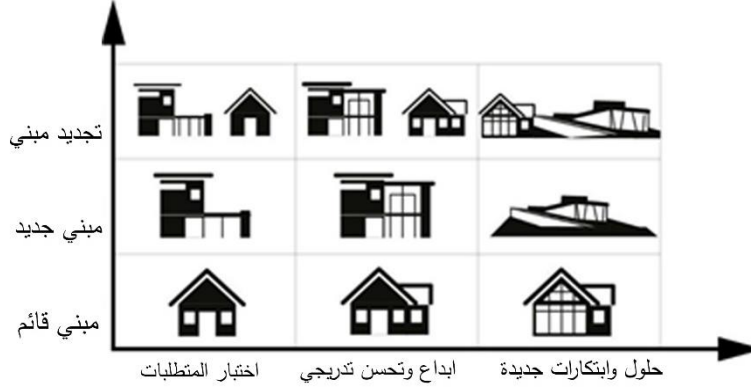 تجديد مبني
مبني جديد
مبني قائم
اختبار المتطلبات
ابداع وتحسن تدريجي
حلول وابتكارات جديدة